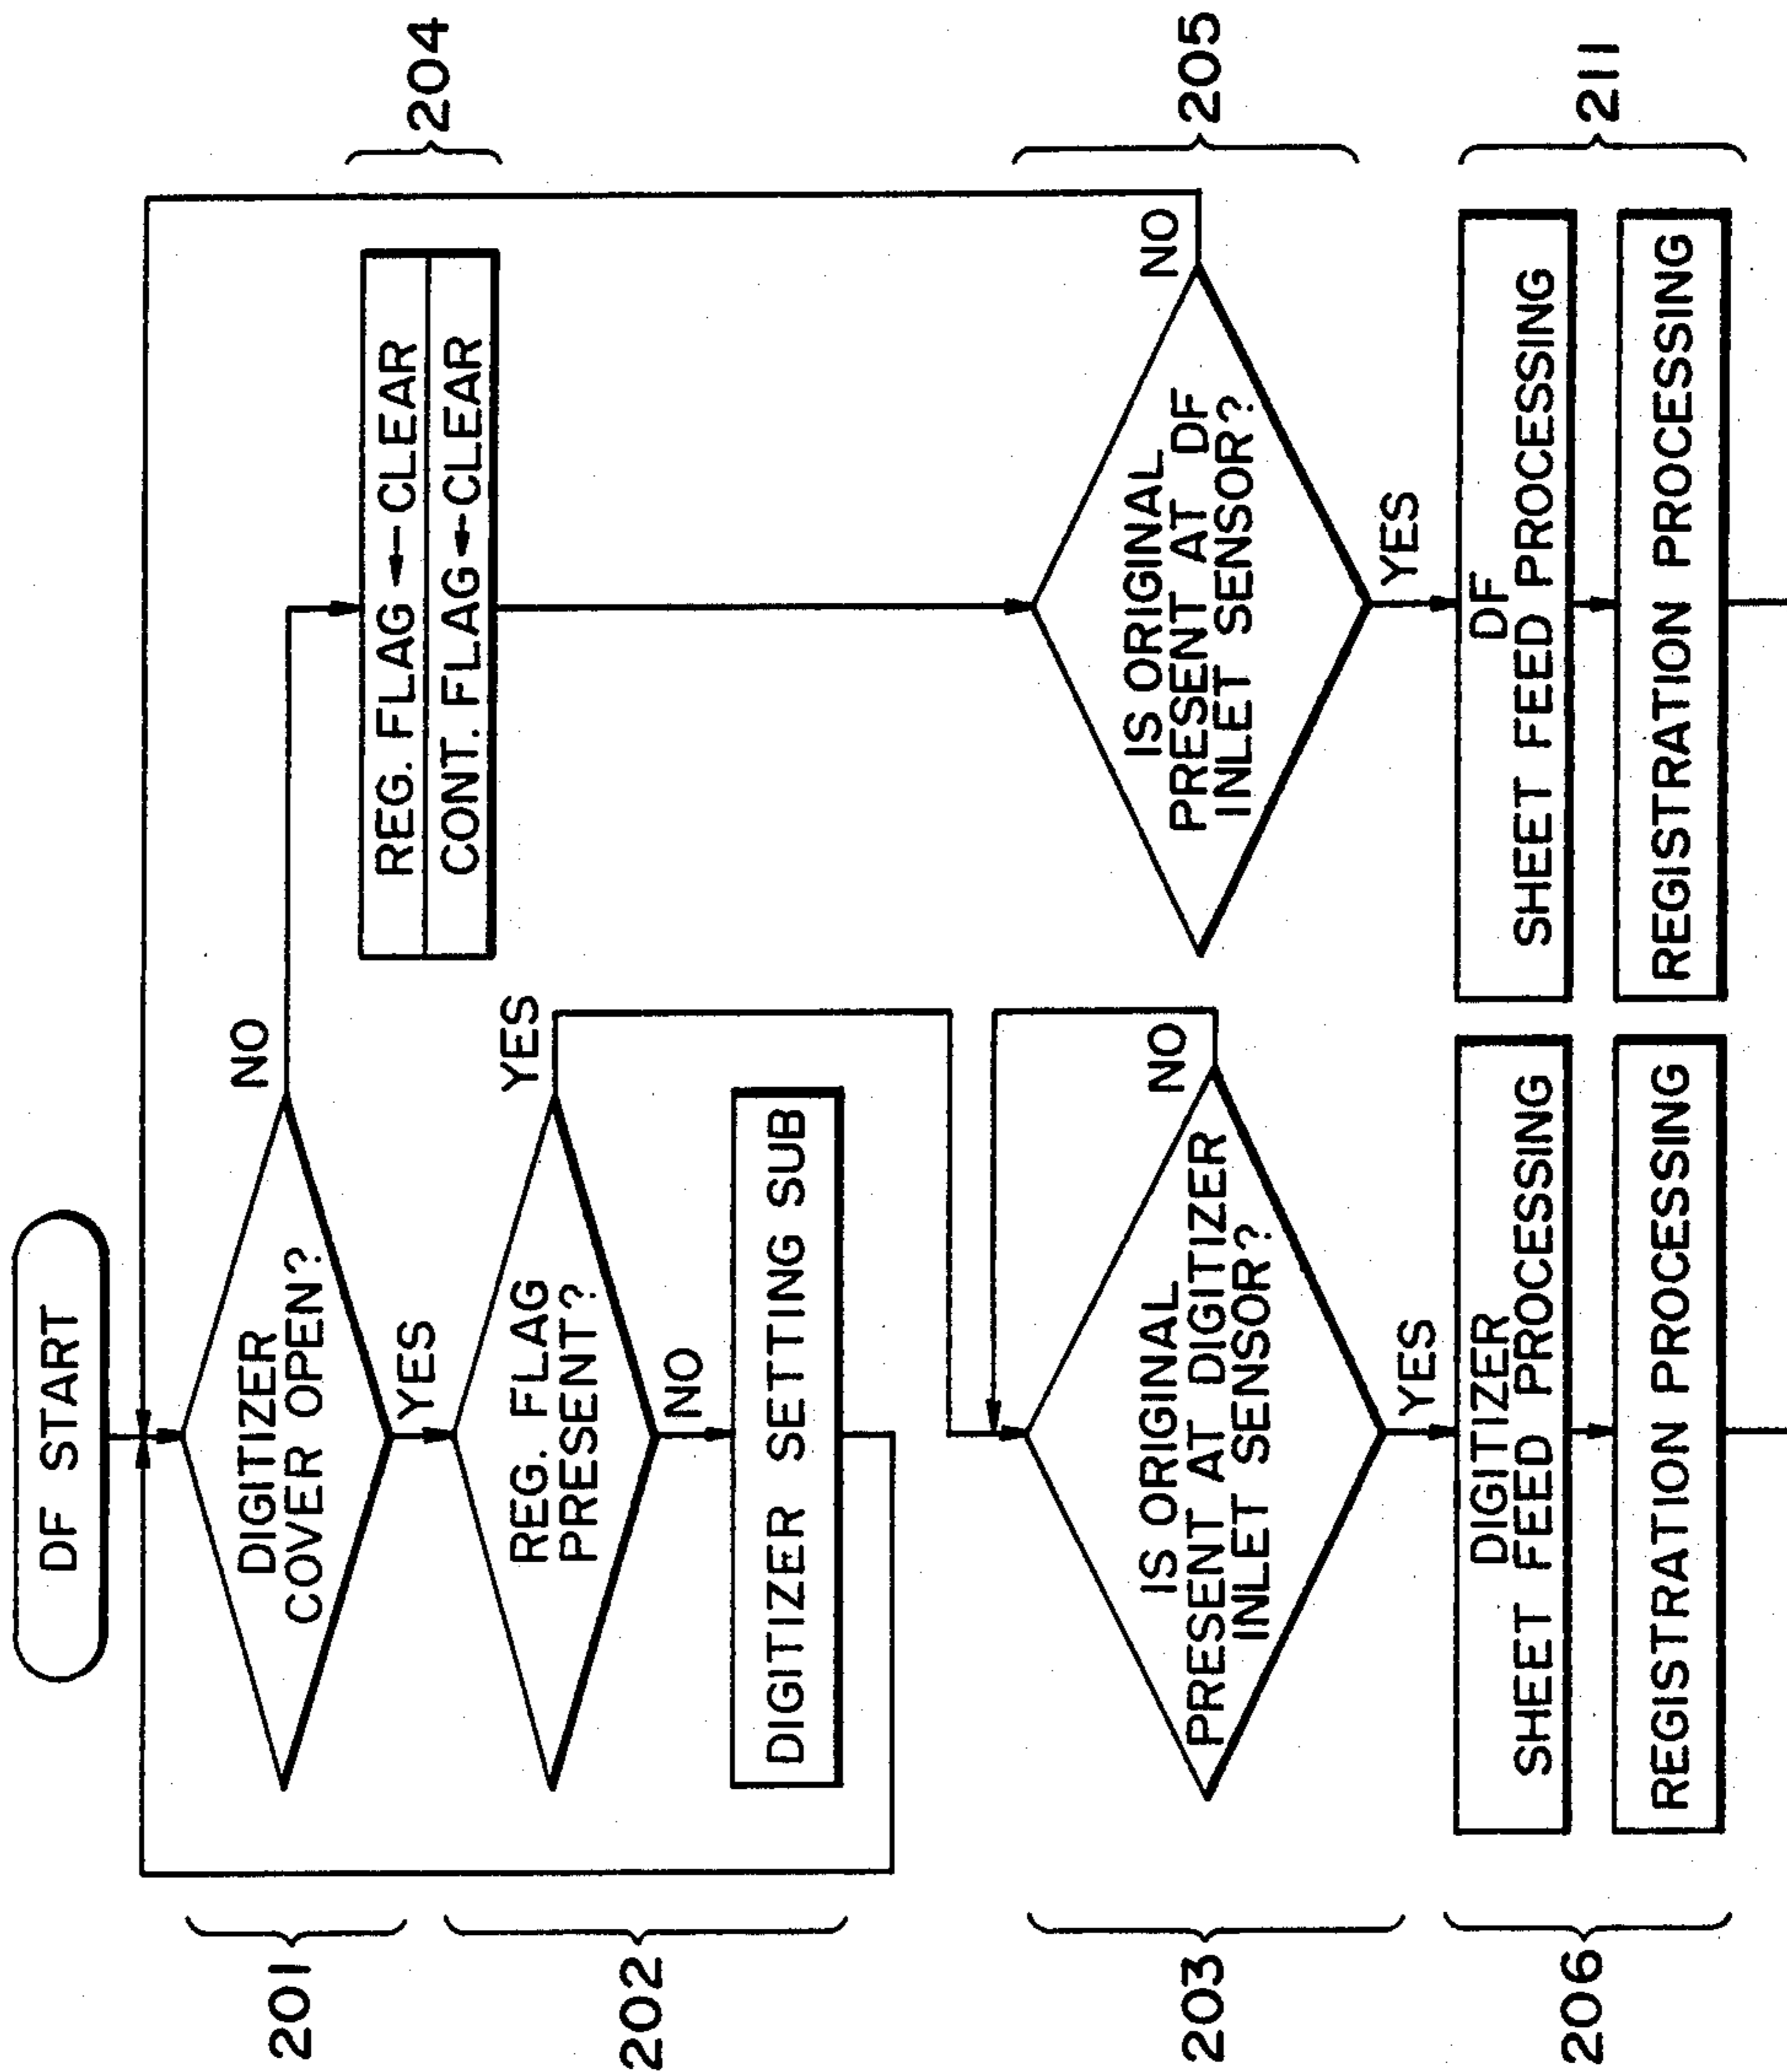 DF START
201
DIGITIZER
COVER OPEN?
NO
YES
202
REG. FLAG
PRESENT?
YES
NO
DIGITIZER SETTING SUB
204
REG. FLAG ← CLEAR
CONT. FLAG ← CLEAR
203
IS ORIGINAL
PRESENT AT DIGITIZER
INLET SENSOR?
NO
YES
205
IS ORIGINAL
PRESENT AT DF
INLET SENSOR?
NO
YES
206
DIGITIZER
SHEET FEED PROCESSING
REGISTRATION PROCESSING
211
DF
SHEET FEED PROCESSING
REGISTRATION PROCESSING